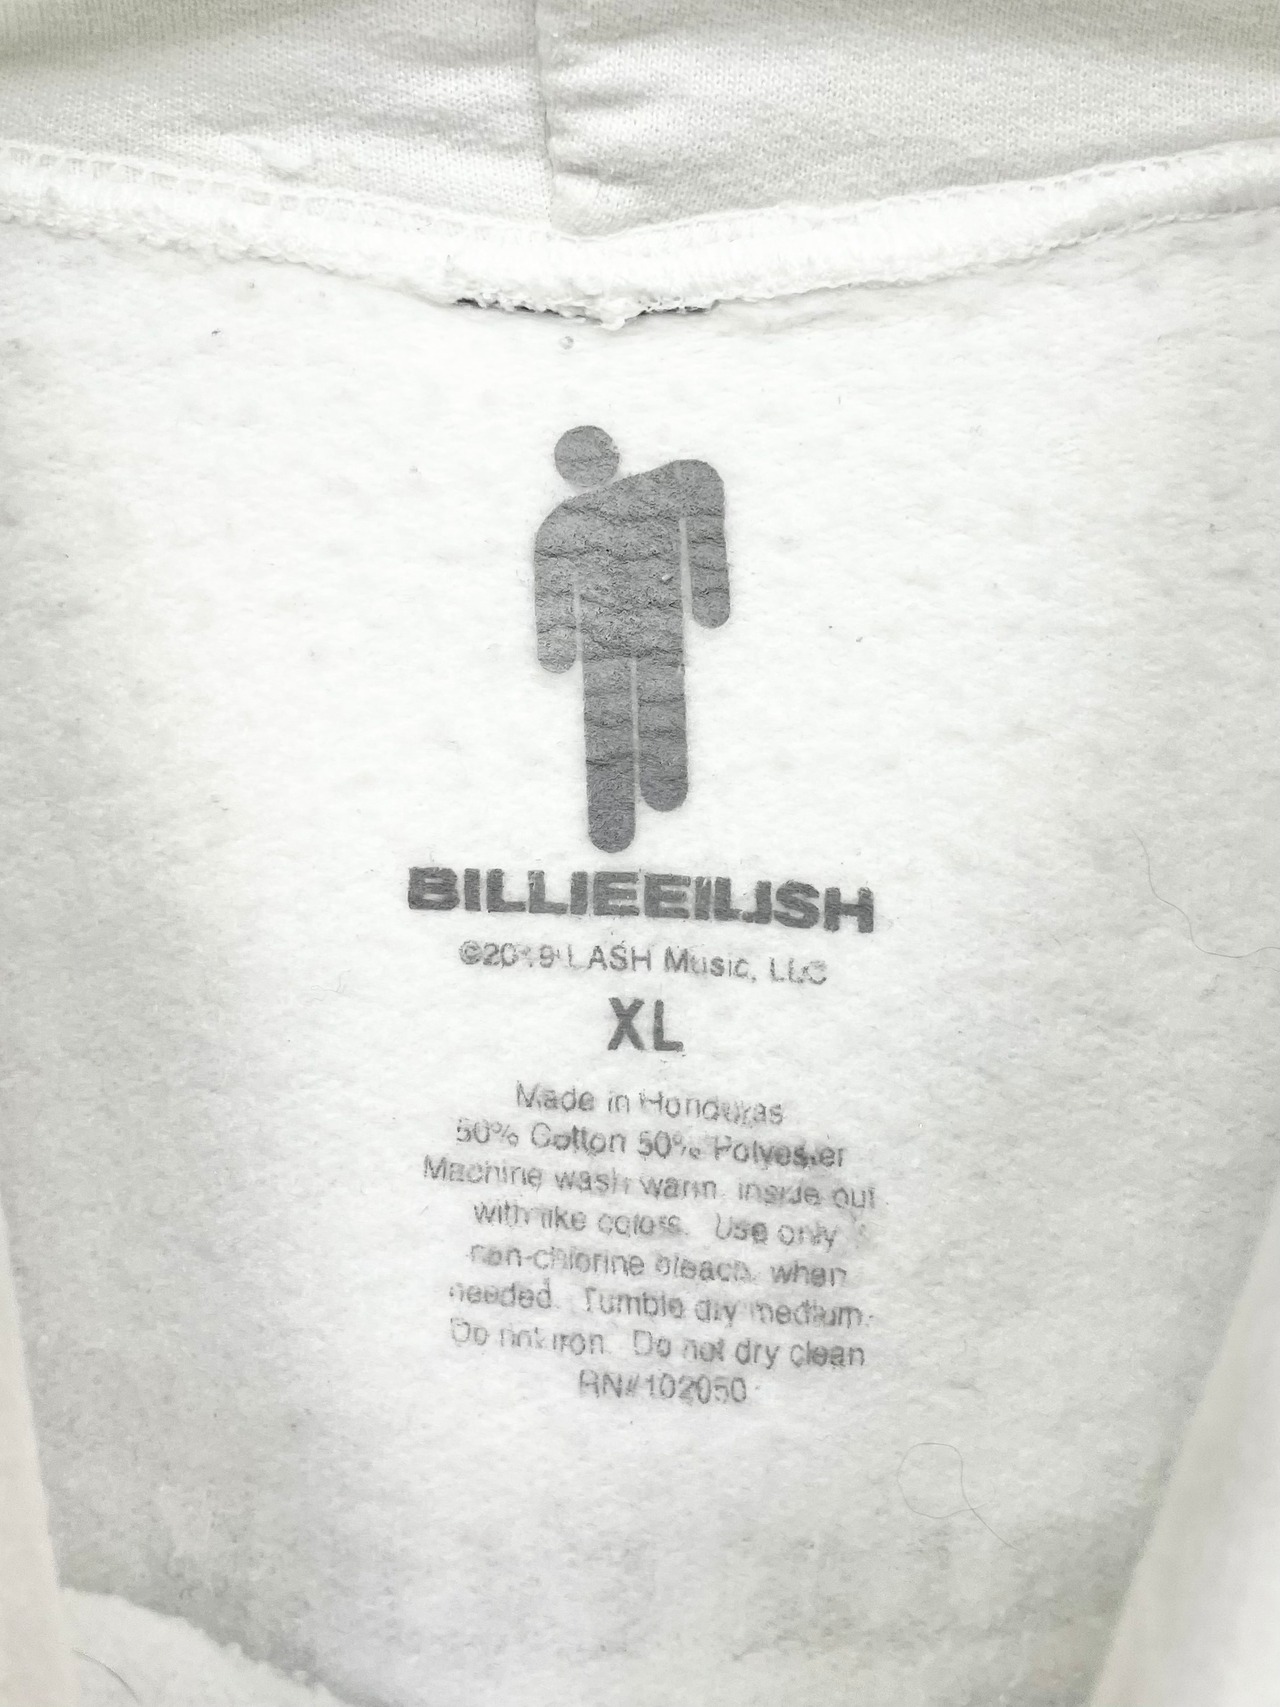 BILLIEEILISH
©2019 LASH Music, LLC
XL
Made in Honduras
50% Cotton 50% Polyester
Machine wash warm, inside out
with like colors. Use only
non-chlorine bleach, when
needed. Tumble dry medium.
Do not iron. Do not dry clean
RN#102050